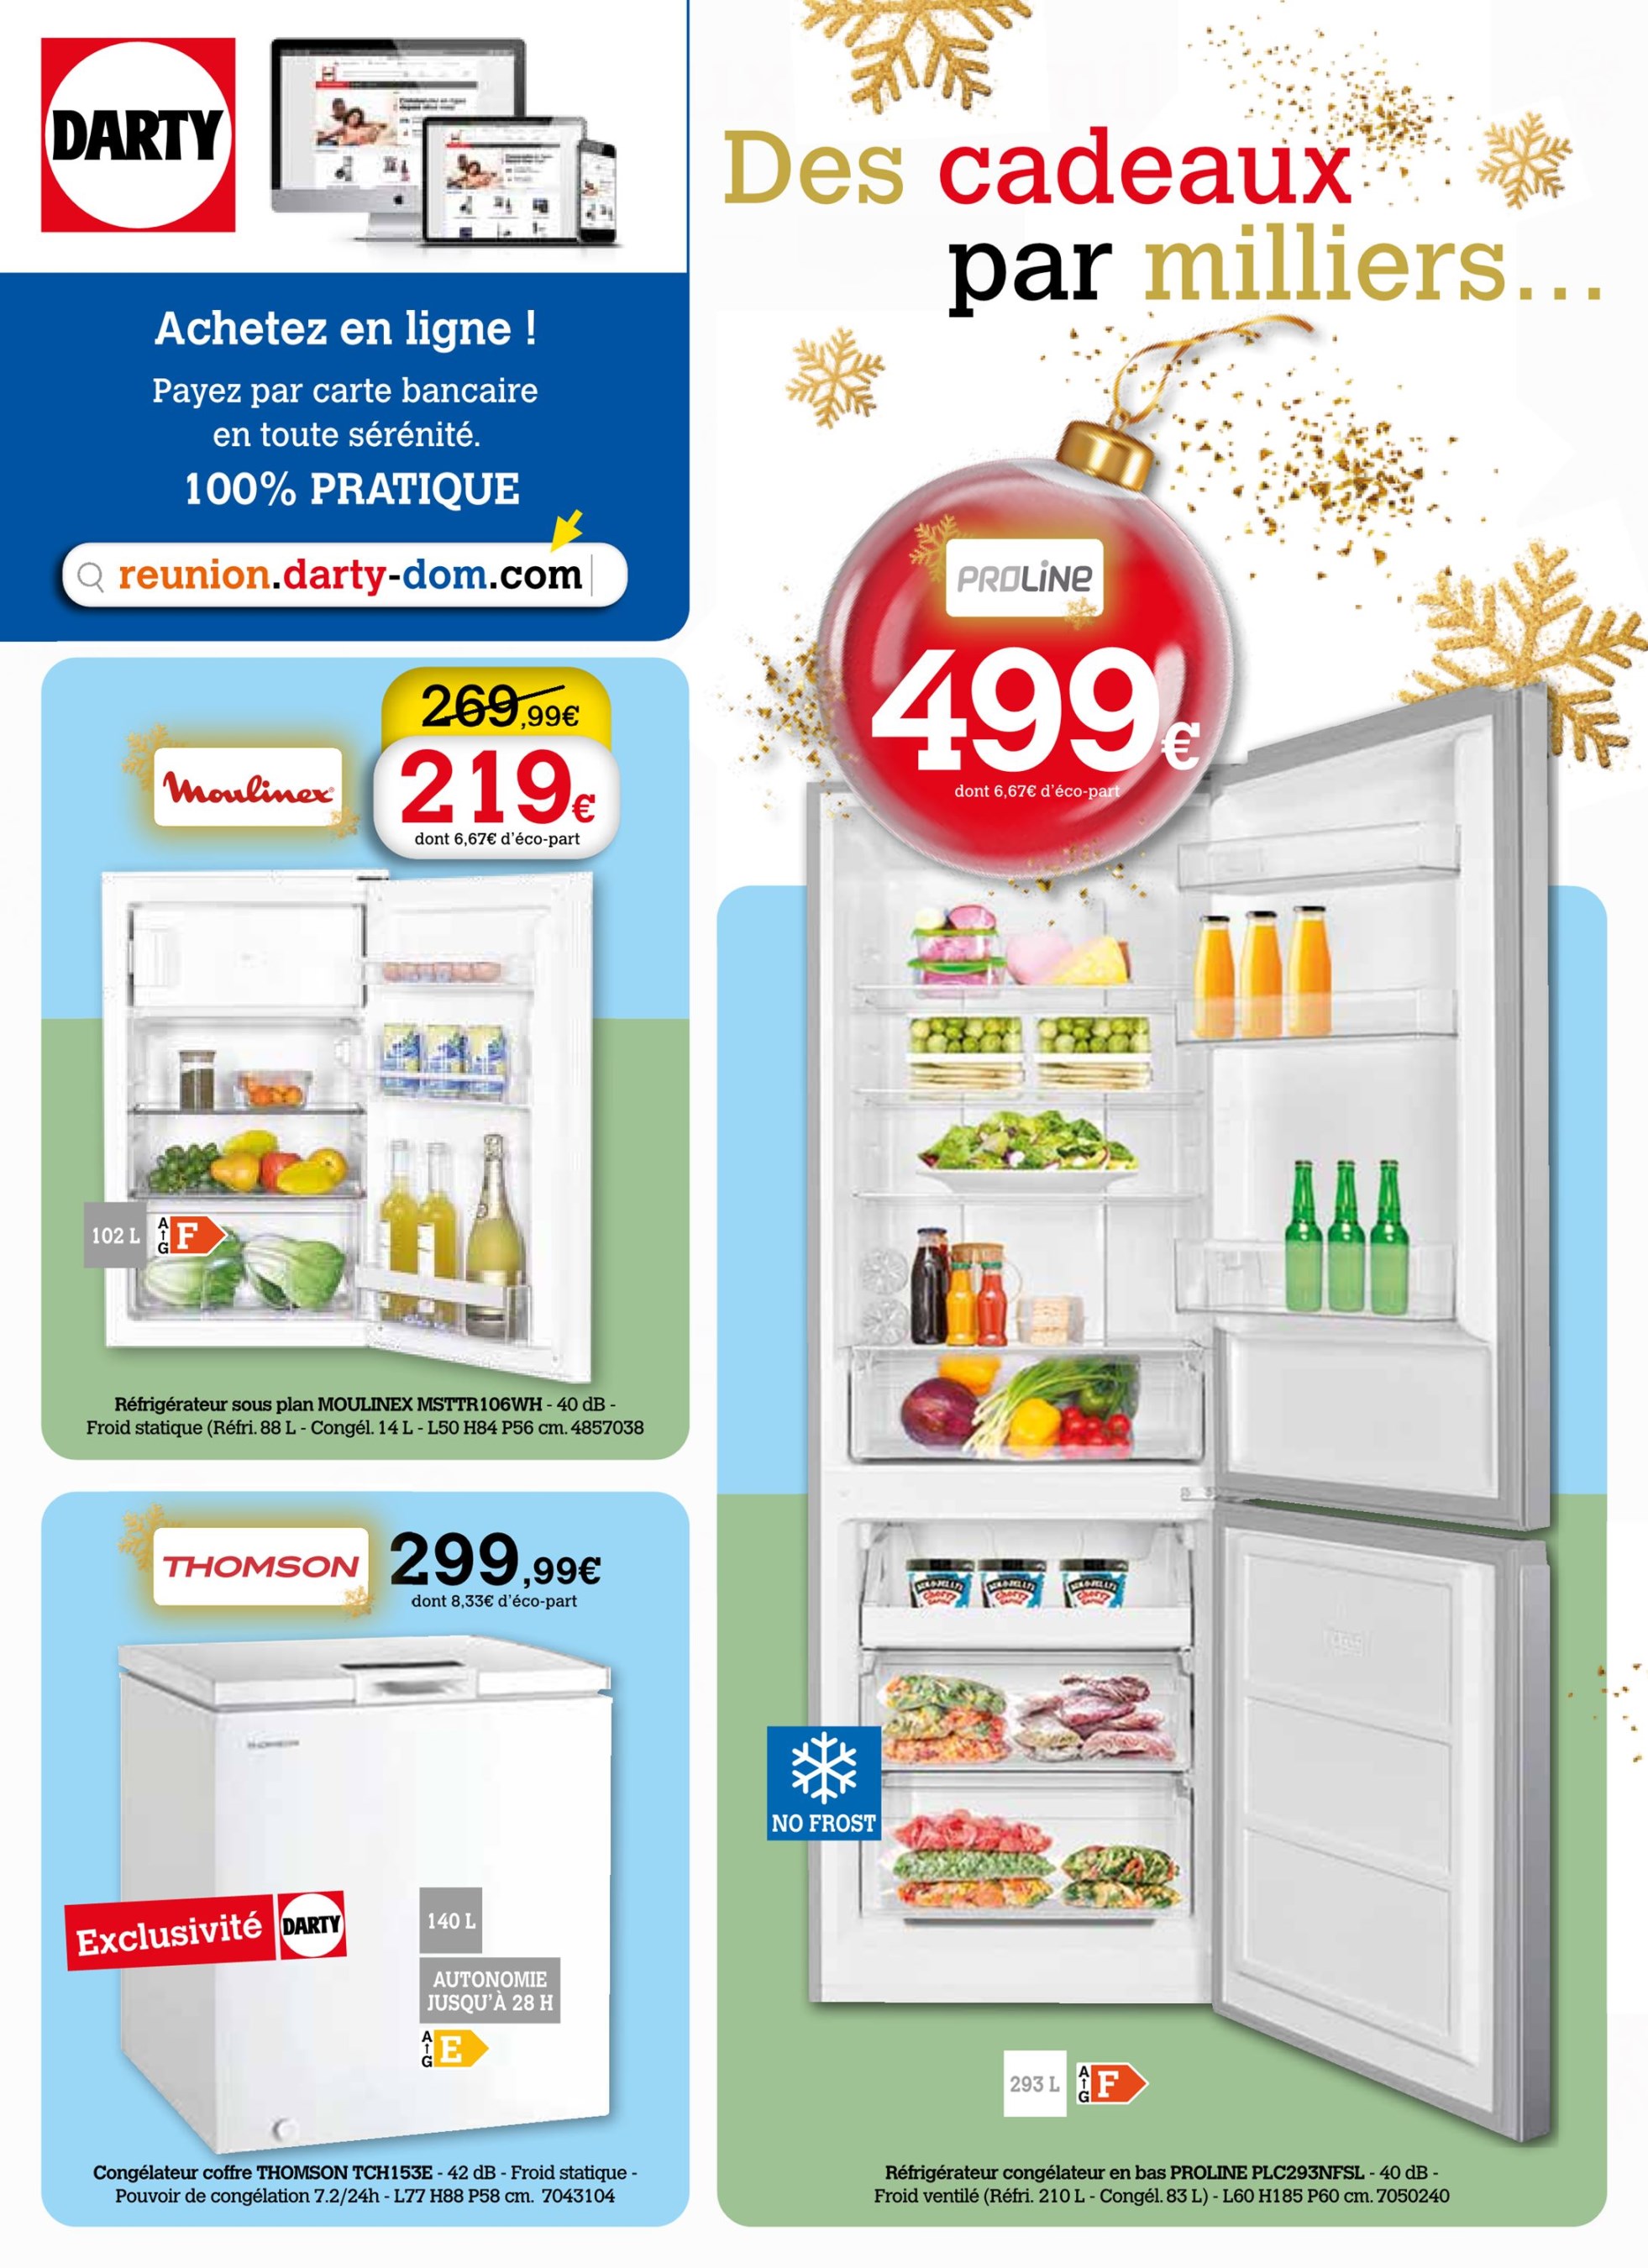 DARTY
Achetez en ligne !
Payez par carte bancaire
en toute sérénité.
100% PRATIQUE
reunion.darty-dom.com
Des cadeaux
par milliers...
PROLINE
499€
dont 6,67€ d'éco-part
269,99€
Moulinex
219€
dont 6,67€ d'éco-part
102 L
A
G
F
Réfrigérateur sous plan MOULINEX MSTTR106WH - 40 dB -
Froid statique (Réfri. 88 L - Congél. 14 L - L50 H84 P56 cm. 4857038
THOMSON
299,99€
dont 8,33€ d'éco-part
THOMSON
Exclusivité DARTY
140 L
AUTONOMIE
JUSQU'À 28 H
A
G
E
Congélateur coffre THOMSON TCH153E - 42 dB - Froid statique -
Pouvoir de congélation 7.2/24h - L77 H88 P58 cm. 7043104
NO FROST
293 L
A
G
F
Réfrigérateur congélateur en bas PROLINE PLC293NFSL - 40 dB -
Froid ventilé (Réfri. 210 L - Congél. 83 L) - L60 H185 P60 cm. 7050240